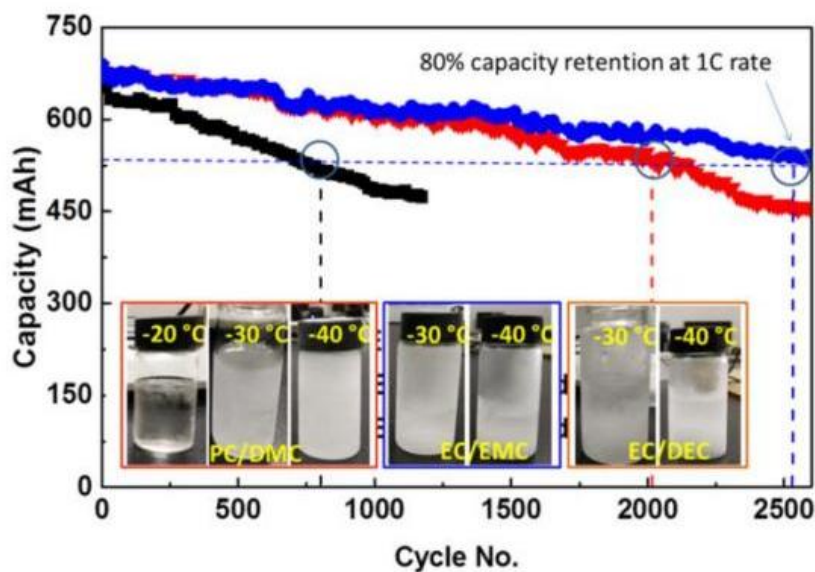 750
600
450
300
150
0
Capacity (mAh)
80% capacity retention at 1C rate
-20 °C
-30 °C
-40 °C
PC/DMC
-30 °C
-40 °C
EC/EMC
-30 °C
-40 °C
EC/DEC
0
500
1000
1500
2000
2500
Cycle No.